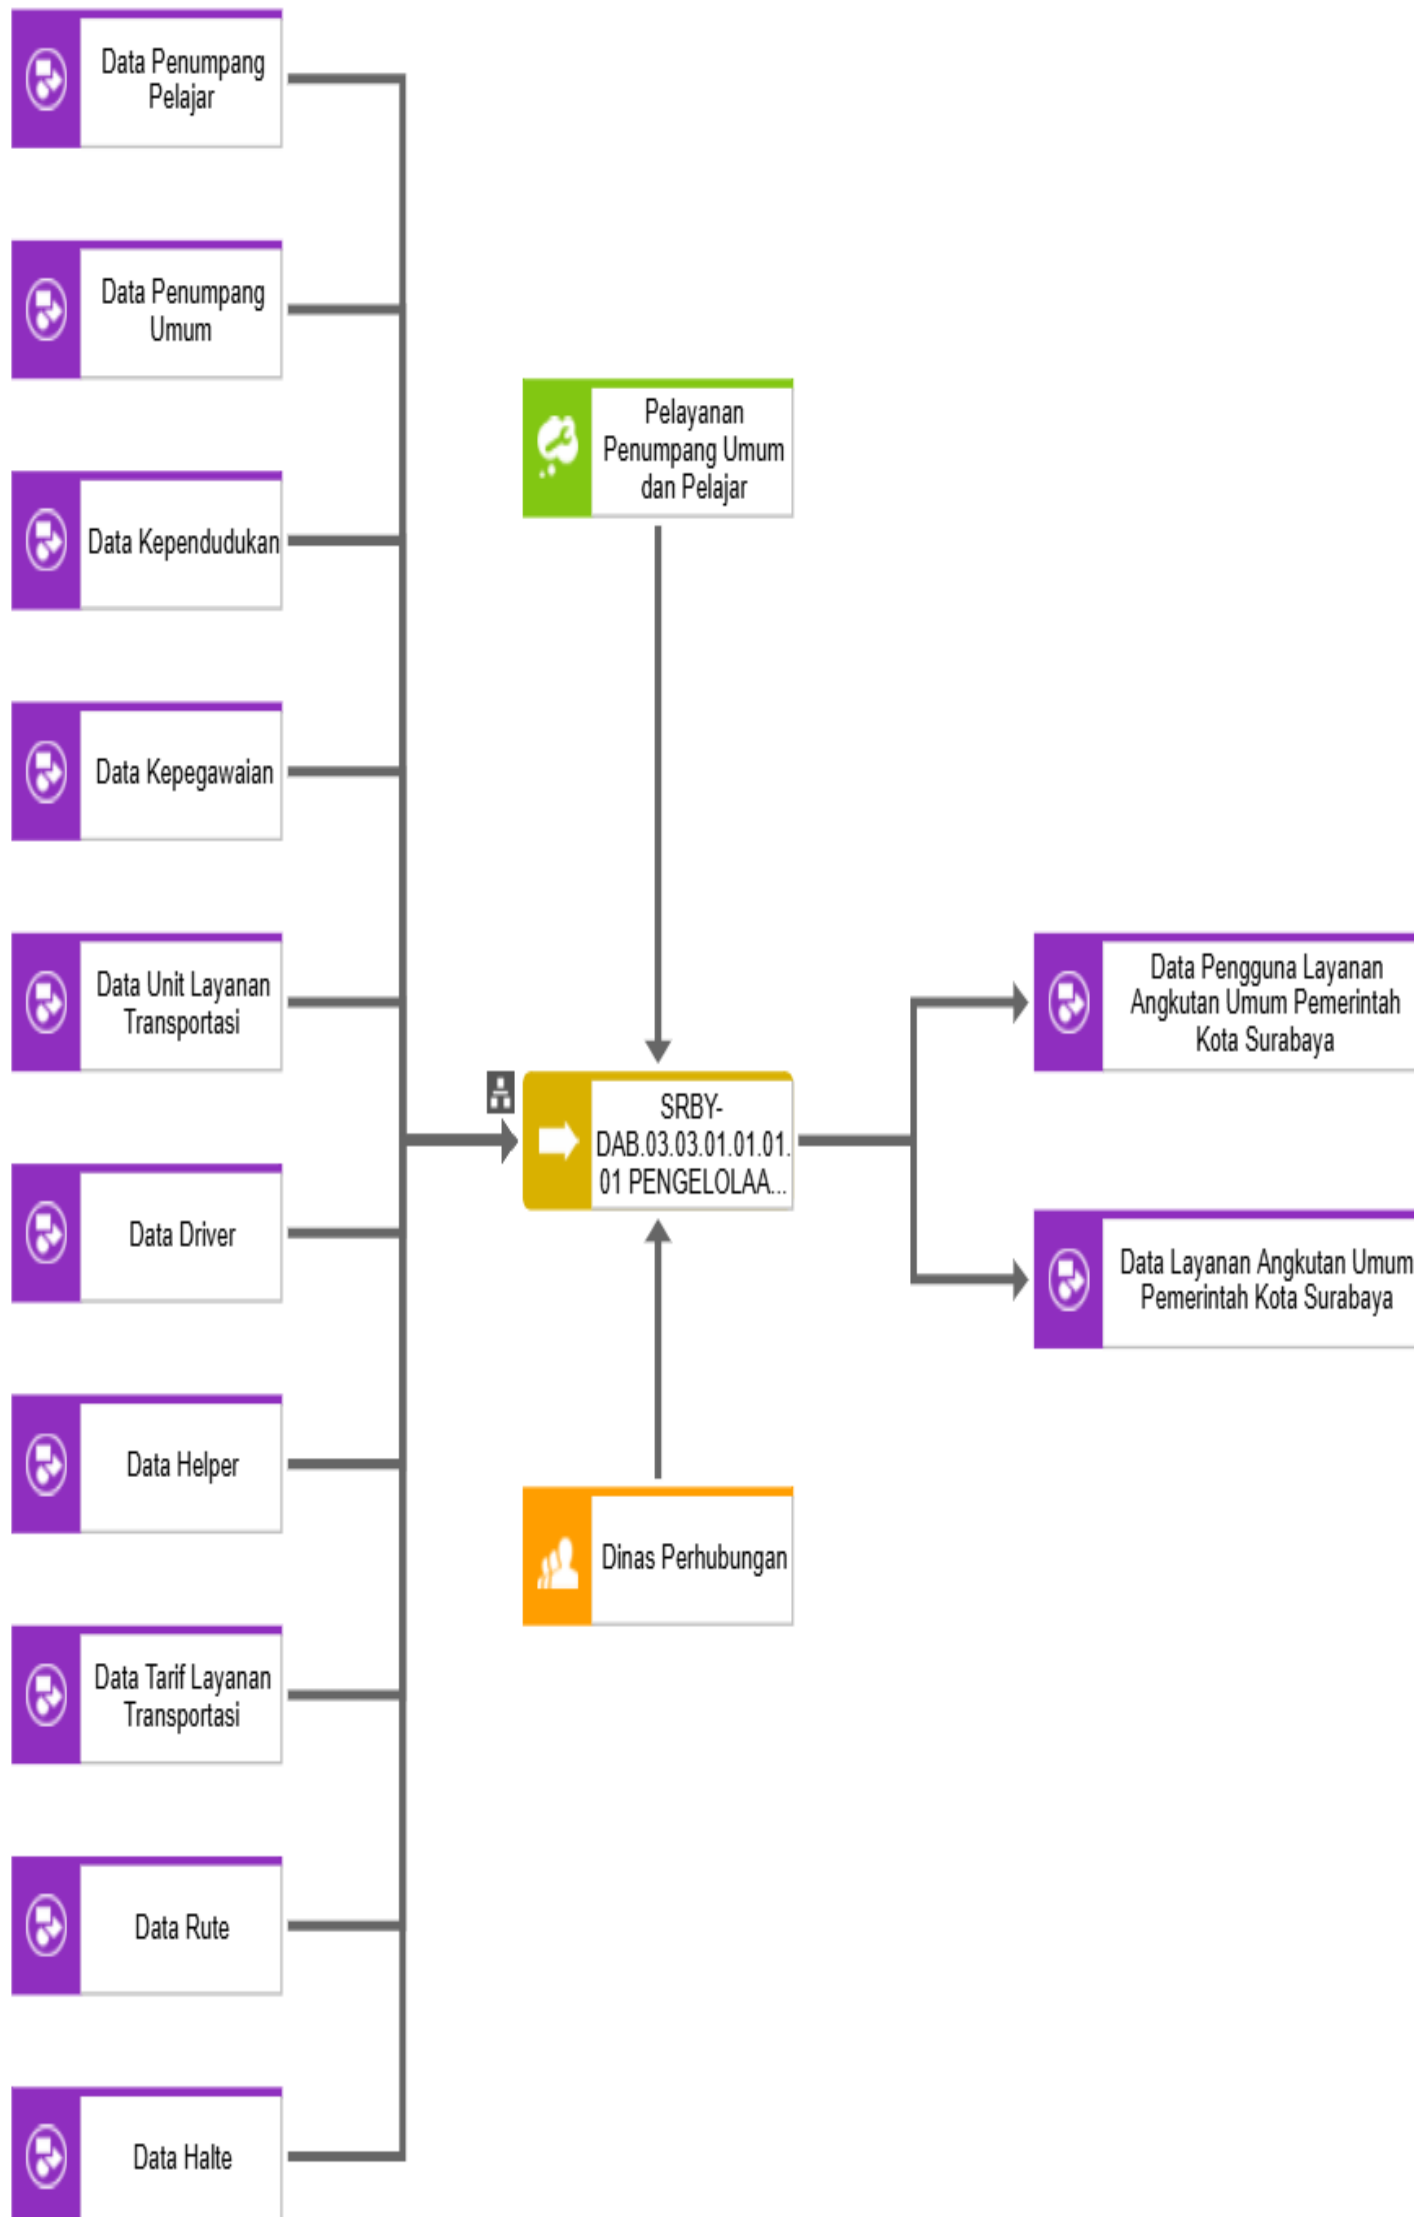 Data Penumpang
Pelajar
Data Penumpang
Umum
Data Kependudukan
Data Kepegawaian
Data Unit Layanan
Transportasi
Data Driver
Data Helper
Data Tarif Layanan
Transportasi
Data Rute
Data Halte
Pelayanan
Penumpang Umum
dan Pelajar
SRBY-
DAB.03.03.01.01.01.
01 PENGELOLAA...
Dinas Perhubungan
Data Pengguna Layanan
Angkutan Umum Pemerintah
Kota Surabaya
Data Layanan Angkutan Umum
Pemerintah Kota Surabaya